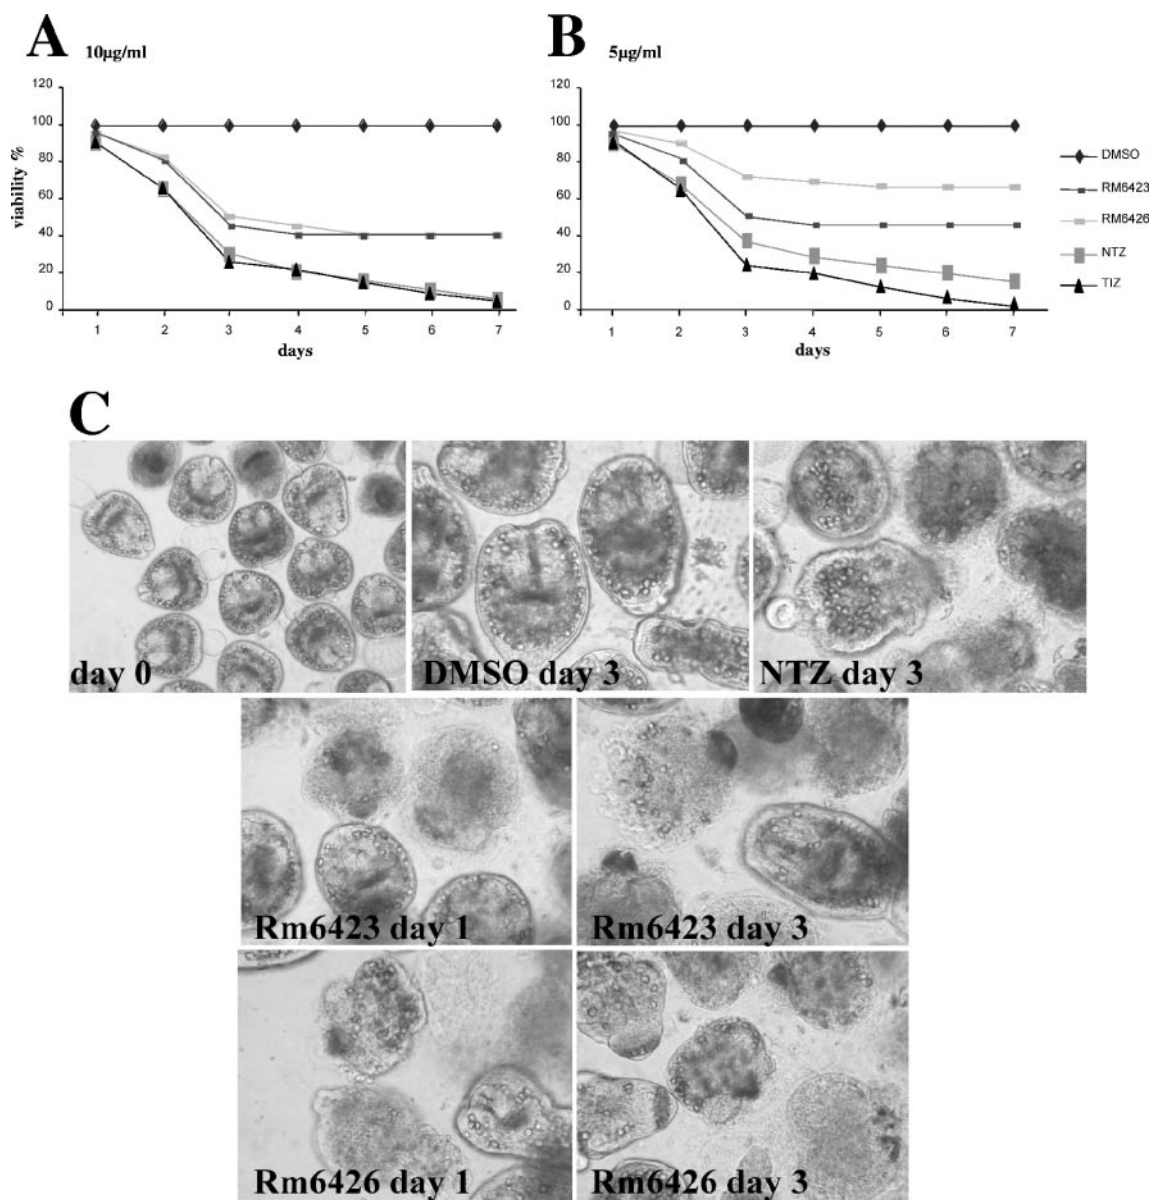 A 10µg/ml
B 5µg/ml
120
100
80
60
40
20
0
viability %
1 2 3 4 5 6 7
days
120
100
80
60
40
20
0
1 2 3 4 5 6 7
days
DMSO
RM6423
RM6426
NTZ
TIZ
C
day 0
DMSO day 3
NTZ day 3
Rm6423 day 1
Rm6423 day 3
Rm6426 day 1
Rm6426 day 3